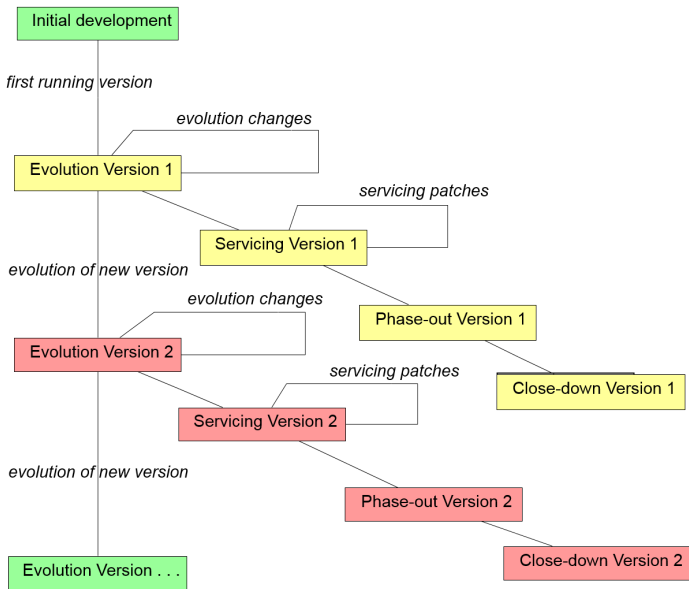 Initial development
first running version
evolution changes
Evolution Version 1
servicing patches
Servicing Version 1
evolution of new version
evolution changes
Phase-out Version 1
Evolution Version 2
servicing patches
Close-down Version 1
Servicing Version 2
evolution of new version
Phase-out Version 2
Close-down Version 2
Evolution Version . . .